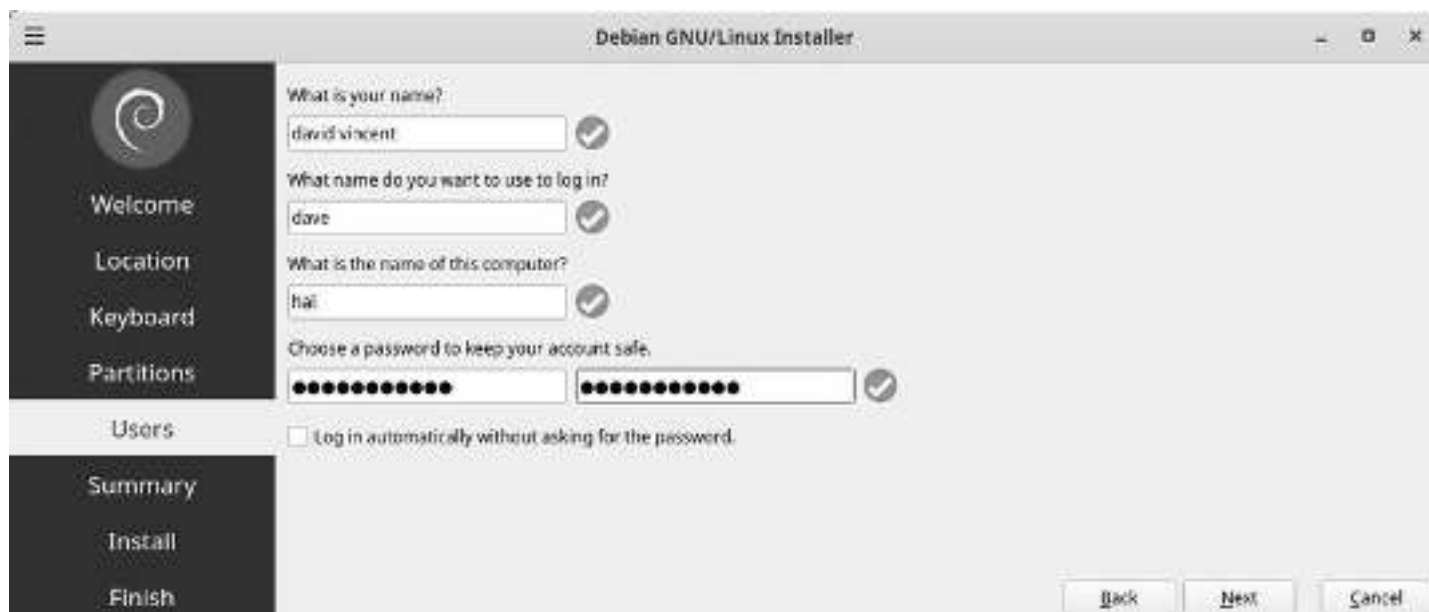 Debian GNU/Linux Installer
Welcome
Location
Keyboard
Partitions
Users
Summary
Install
Finish
What is your name?
david vincent
What name do you want to use to log in?
dave
What is the name of this computer?
hal
Choose a password to keep your account safe.
●●●●●●●●●●● ●●●●●●●●●●●
Log in automatically without asking for the password.
Back Next Cancel